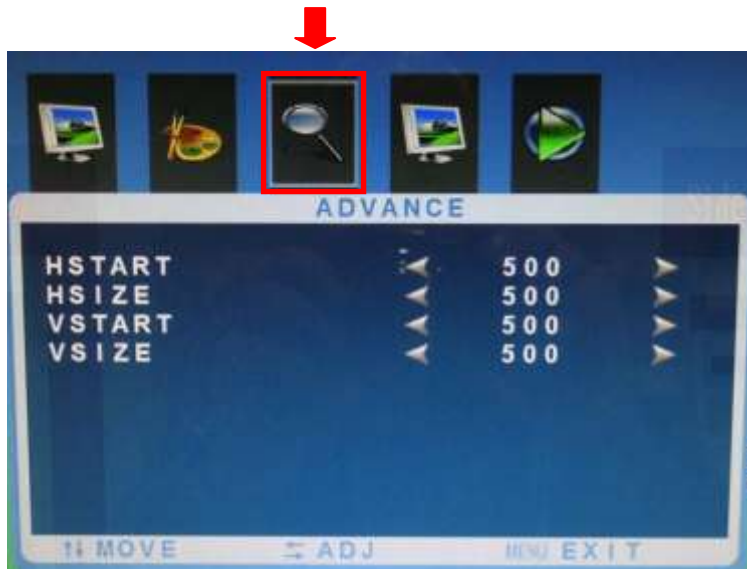 ADVANCE
HSTART 500
HSIZE 500
VSTART 500
VSIZE 500
MOVE ADJ MENU EXIT